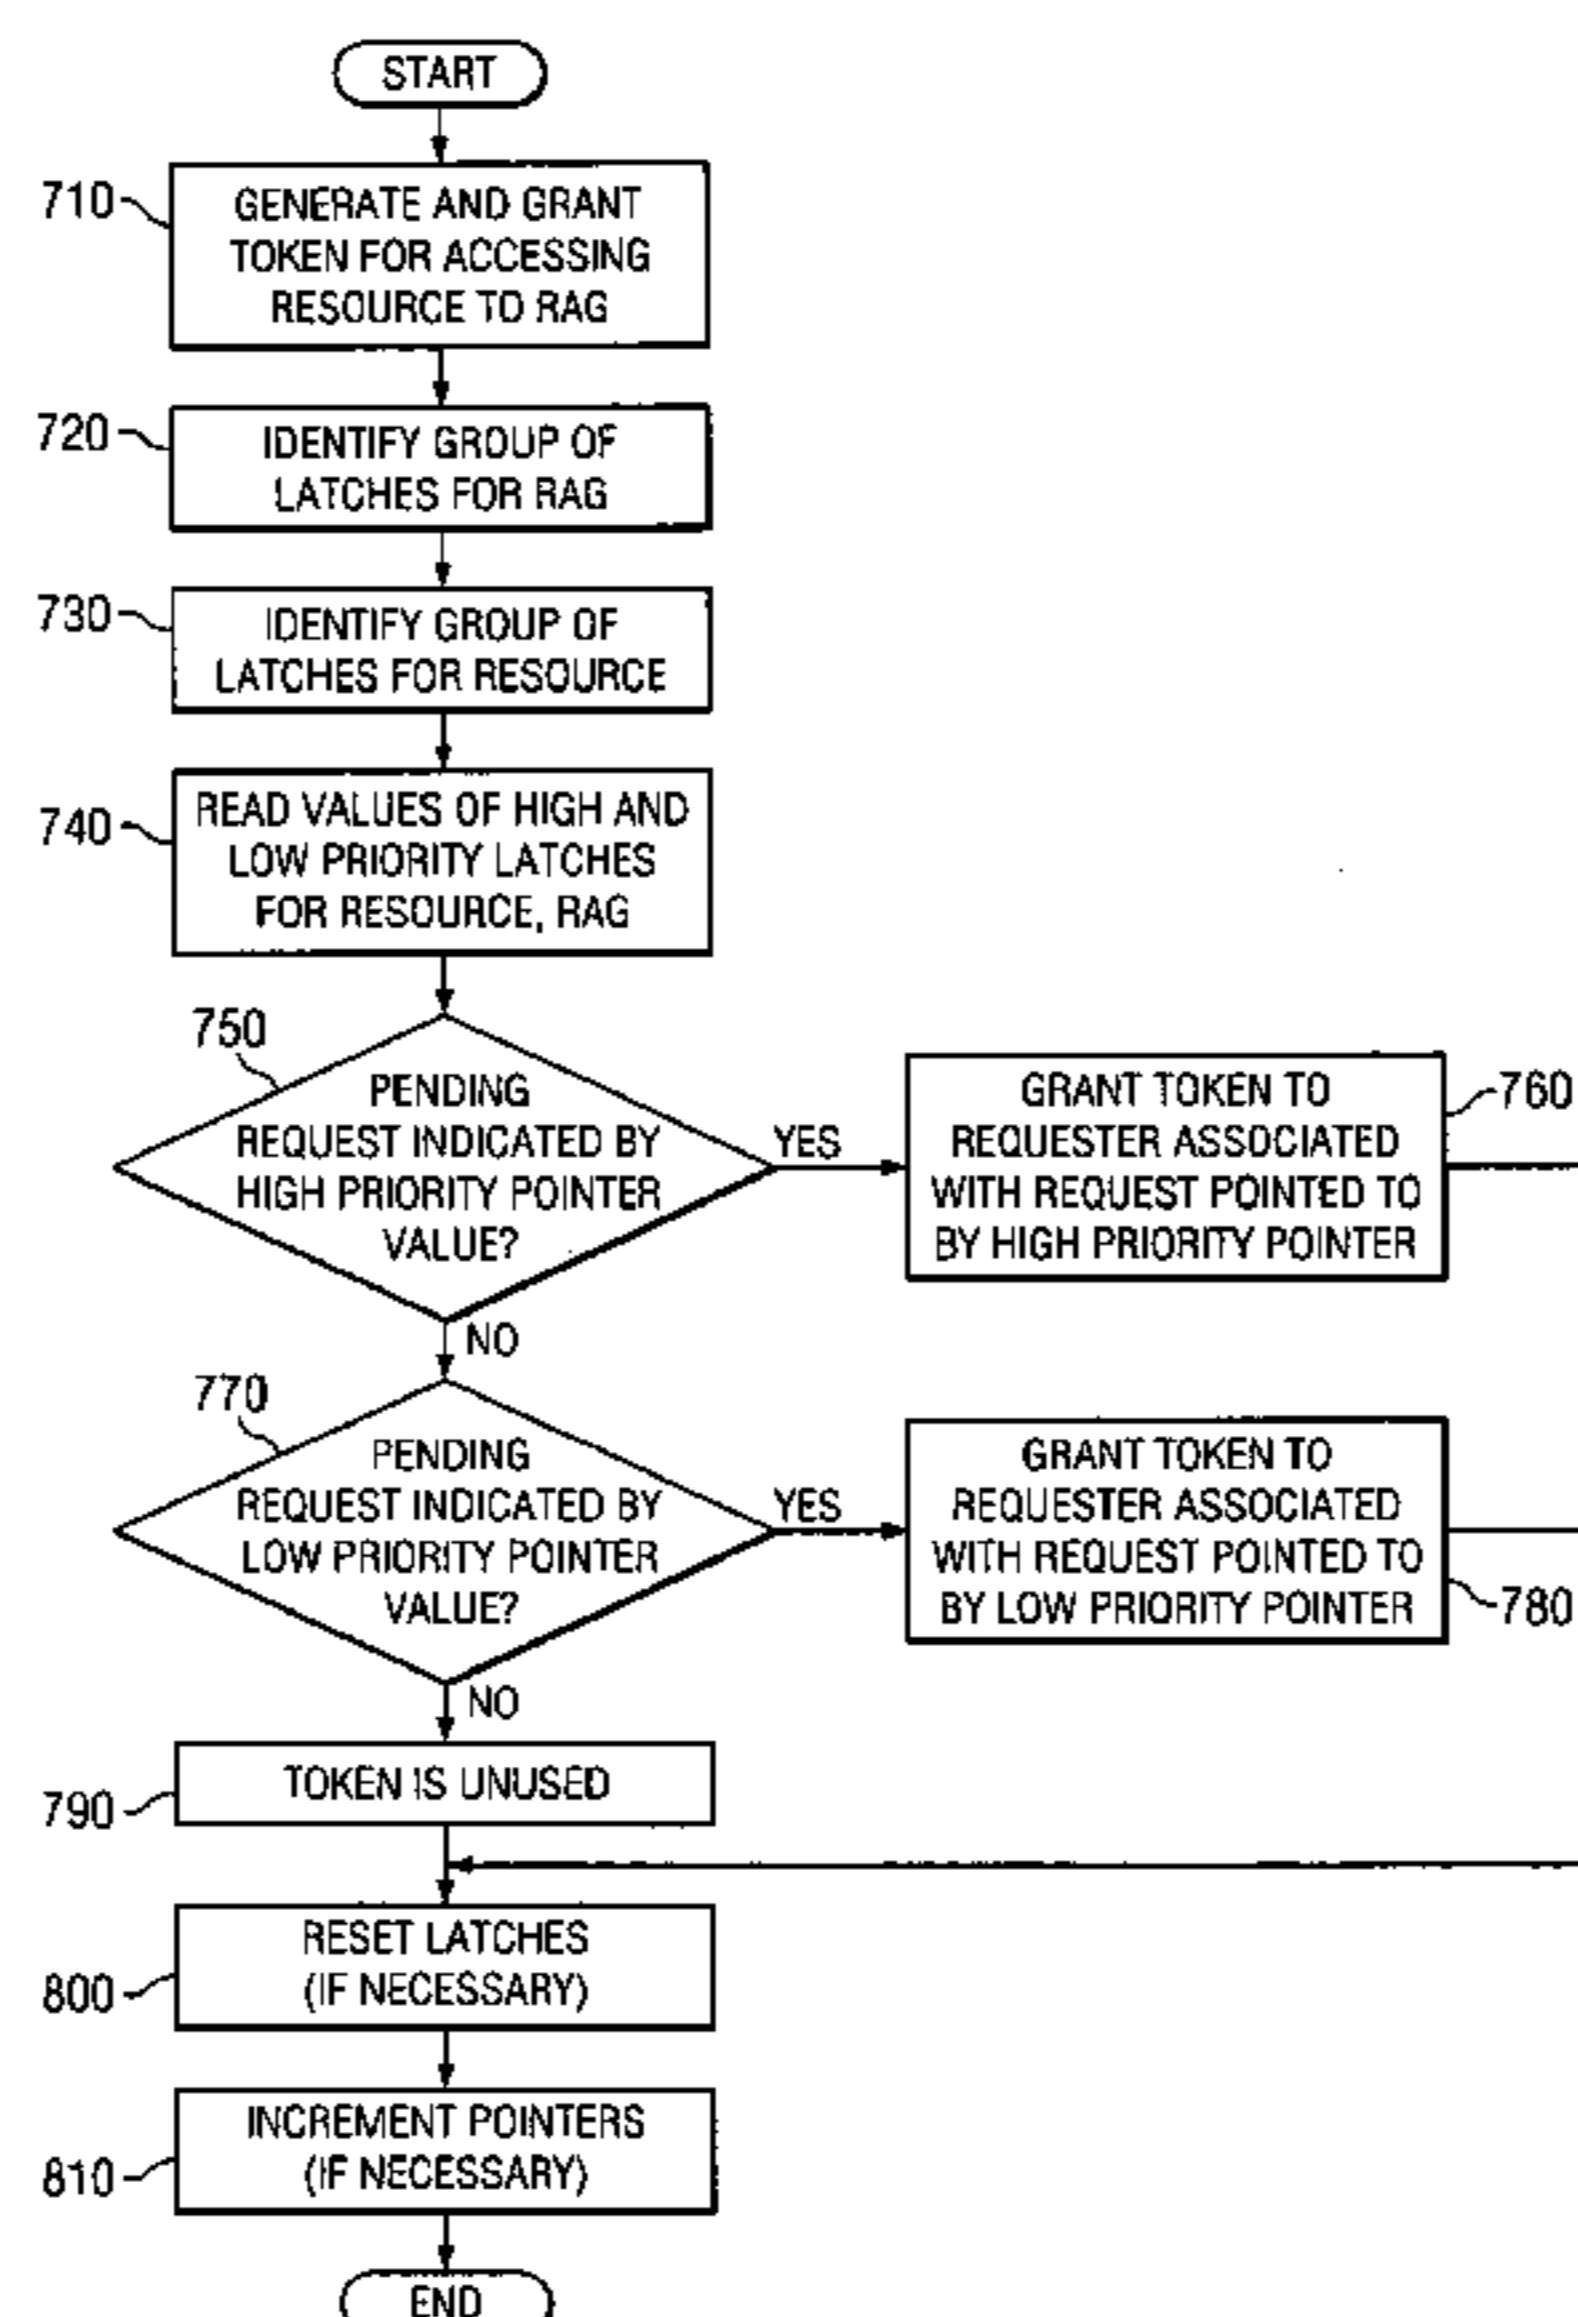 START
710
GENERATE AND GRANT
TOKEN FOR ACCESSING
RESOURCE TO RAG
720
IDENTIFY GROUP OF
LATCHES FOR RAG
730
IDENTIFY GROUP OF
LATCHES FOR RESOURCE
740
READ VALUES OF HIGH AND
LOW PRIORITY LATCHES
FOR RESOURCE, RAG
750
PENDING
REQUEST INDICATED BY
HIGH PRIORITY POINTER
VALUE?
YES
GRANT TOKEN TO
REQUESTER ASSOCIATED
WITH REQUEST POINTED TO
BY HIGH PRIORITY POINTER
760
NO
770
PENDING
REQUEST INDICATED BY
LOW PRIORITY POINTER
VALUE?
YES
GRANT TOKEN TO
REQUESTER ASSOCIATED
WITH REQUEST POINTED TO
BY LOW PRIORITY POINTER
780
NO
790
TOKEN IS UNUSED
800
RESET LATCHES
(IF NECESSARY)
810
INCREMENT POINTERS
(IF NECESSARY)
END